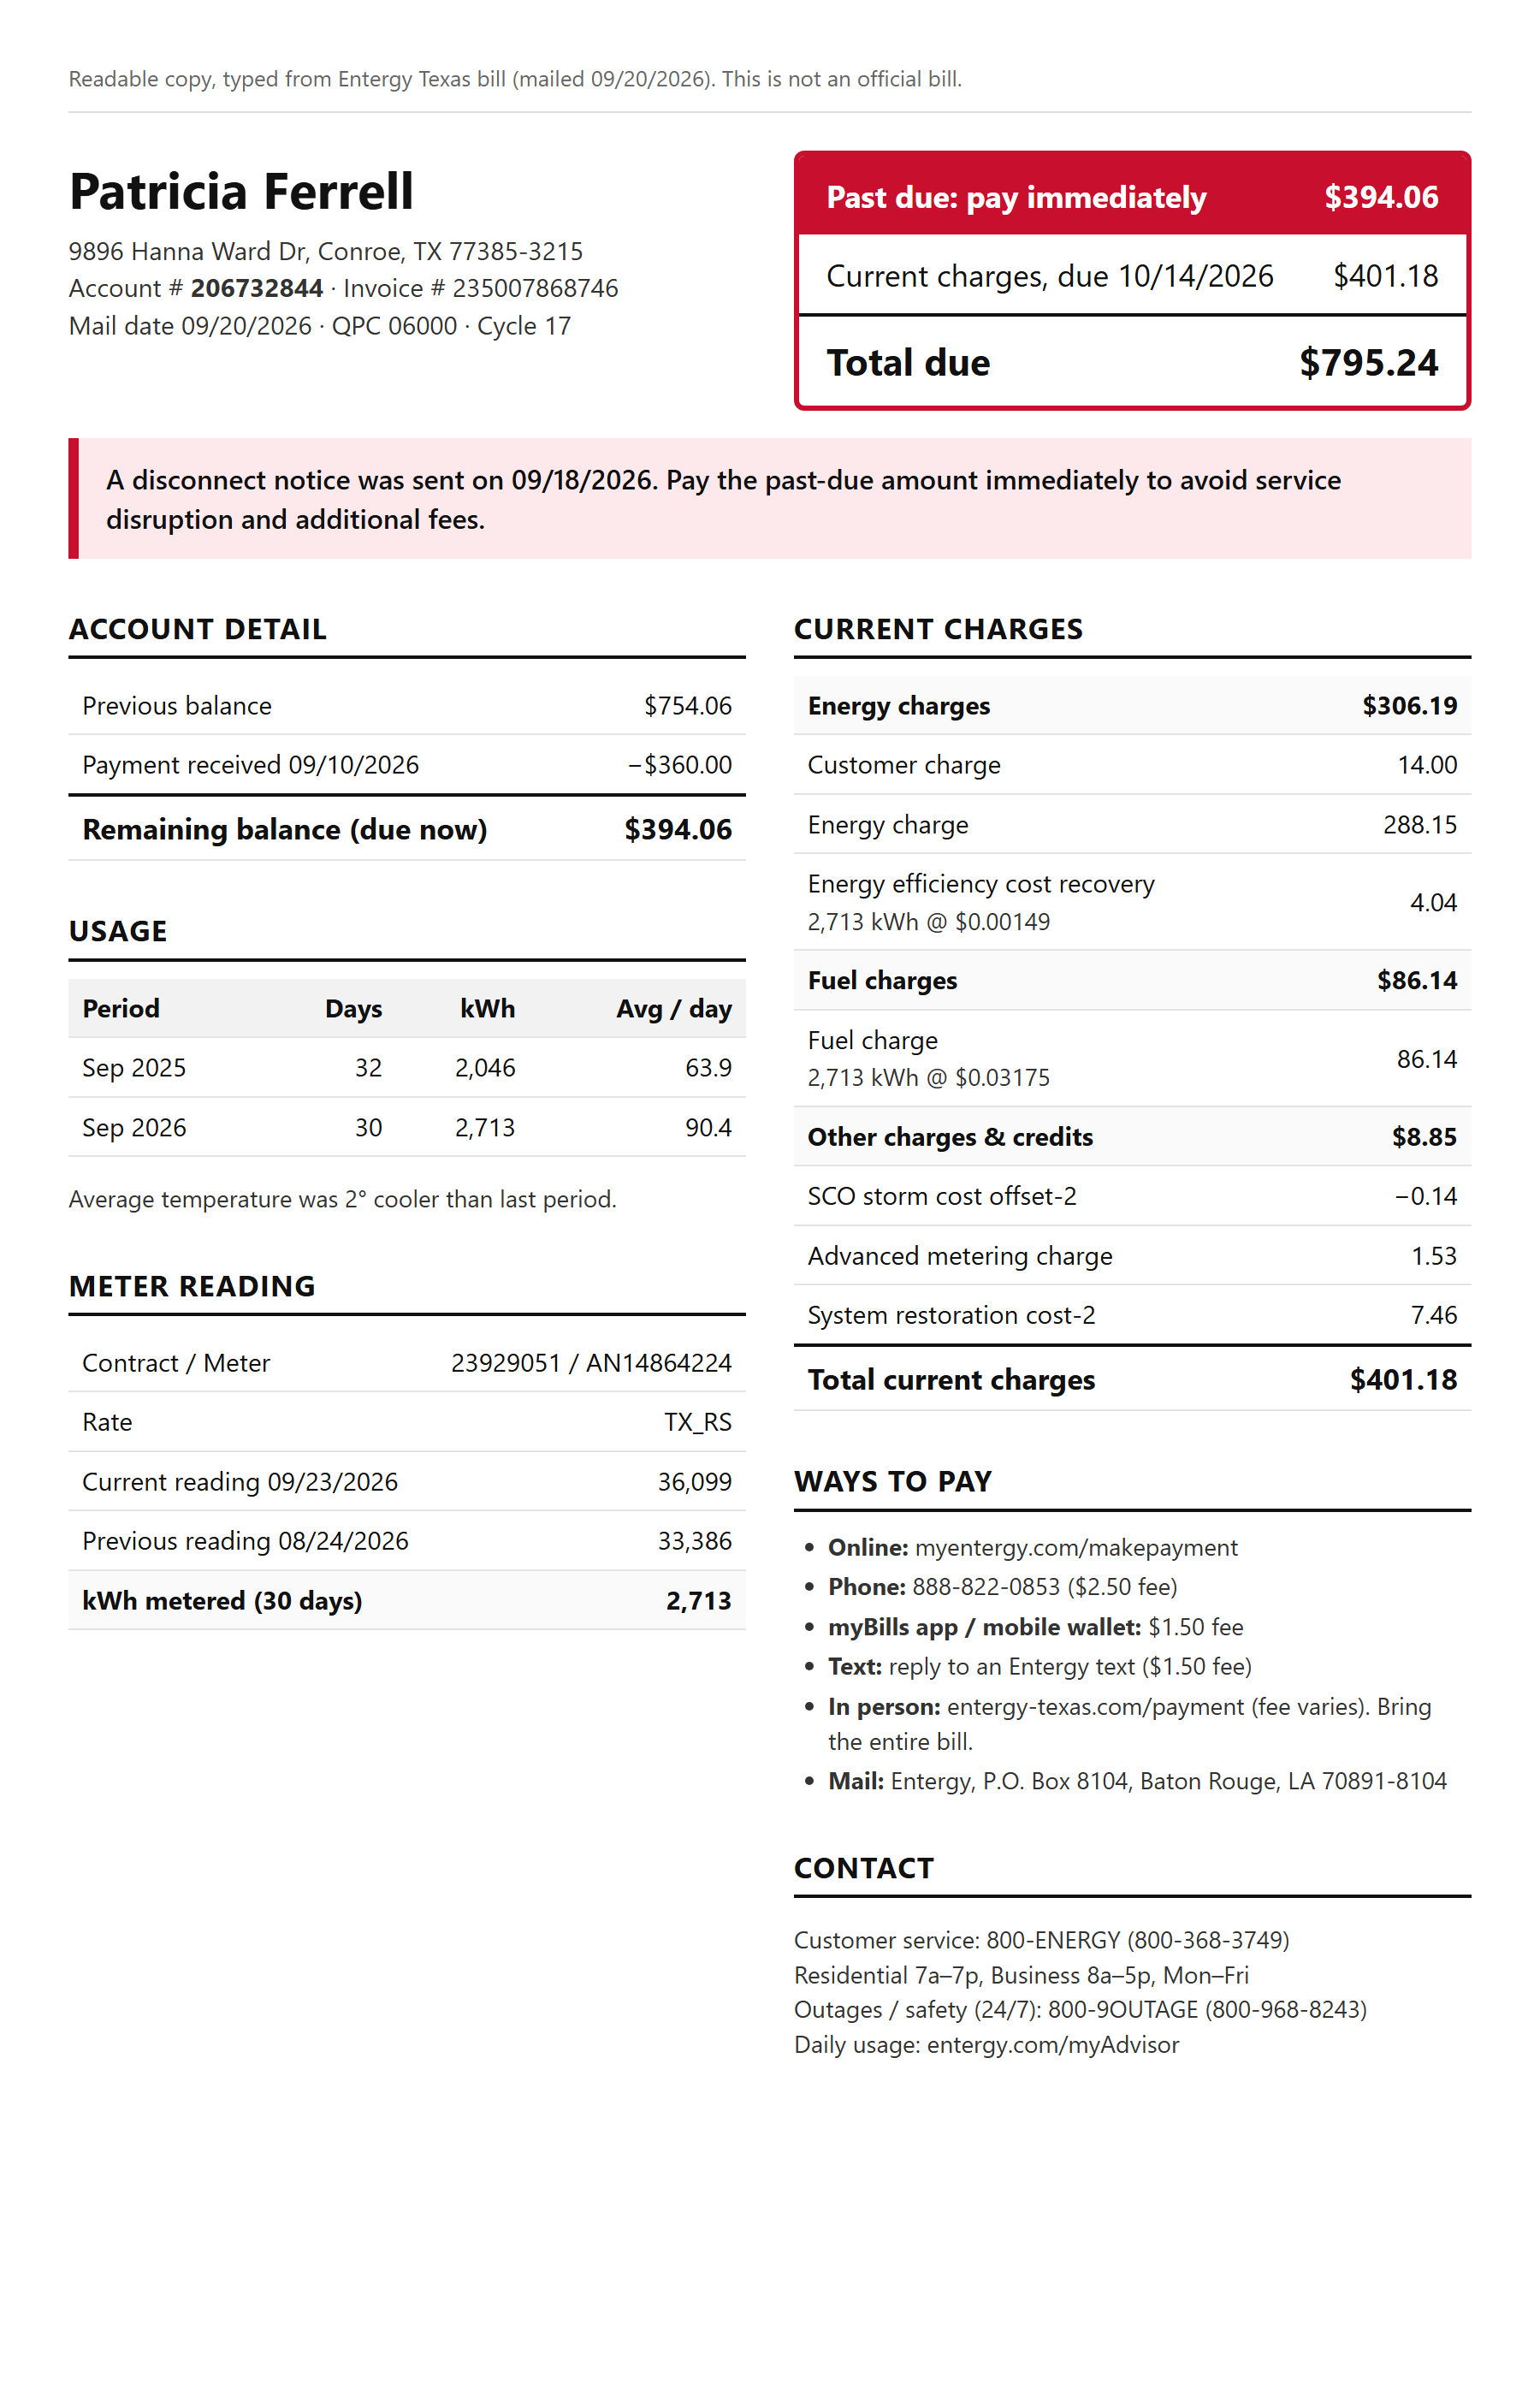 Readable copy, typed from Entergy Texas bill (mailed 09/20/2026). This is not an official bill.
Patricia Ferrell
9896 Hanna Ward Dr, Conroe, TX 77385-3215
Account # 206732844 · Invoice # 235007868746
Mail date 09/20/2026 · QPC 06000 · Cycle 17
Past due: pay immediately $394.06
Current charges, due 10/14/2026 $401.18
Total due $795.24
A disconnect notice was sent on 09/18/2026. Pay the past-due amount immediately to avoid service
disruption and additional fees.
ACCOUNT DETAIL
Previous balance $754.06
Payment received 09/10/2026 −$360.00
Remaining balance (due now) $394.06
USAGE
Period Days kWh Avg / day
Sep 2025 32 2,046 63.9
Sep 2026 30 2,713 90.4
Average temperature was 2° cooler than last period.
METER READING
Contract / Meter 23929051 / AN14864224
Rate TX_RS
Current reading 09/23/2026 36,099
Previous reading 08/24/2026 33,386
kWh metered (30 days) 2,713
CURRENT CHARGES
Energy charges $306.19
Customer charge 14.00
Energy charge 288.15
Energy efficiency cost recovery 4.04
2,713 kWh @ $0.00149
Fuel charges $86.14
Fuel charge 86.14
2,713 kWh @ $0.03175
Other charges & credits $8.85
SCO storm cost offset-2 −0.14
Advanced metering charge 1.53
System restoration cost-2 7.46
Total current charges $401.18
WAYS TO PAY
• Online: myentergy.com/makepayment
• Phone: 888-822-0853 ($2.50 fee)
• myBills app / mobile wallet: $1.50 fee
• Text: reply to an Entergy text ($1.50 fee)
• In person: entergy-texas.com/payment (fee varies). Bring
the entire bill.
• Mail: Entergy, P.O. Box 8104, Baton Rouge, LA 70891-8104
CONTACT
Customer service: 800-ENERGY (800-368-3749)
Residential 7a–7p, Business 8a–5p, Mon–Fri
Outages / safety (24/7): 800-9OUTAGE (800-968-8243)
Daily usage: entergy.com/myAdvisor